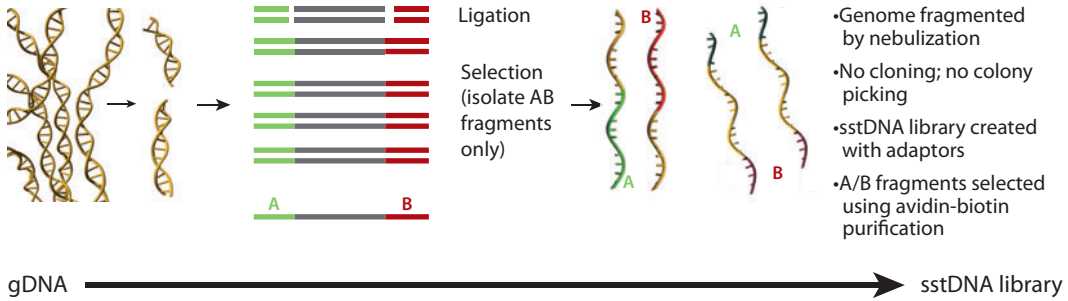 Ligation
Selection
(isolate AB
fragments
only)
A
B
B
A
A
B
•Genome fragmented
by nebulization
•No cloning; no colony
picking
•sstDNA library created
with adaptors
•A/B fragments selected
using avidin-biotin
purification
gDNA
sstDNA library